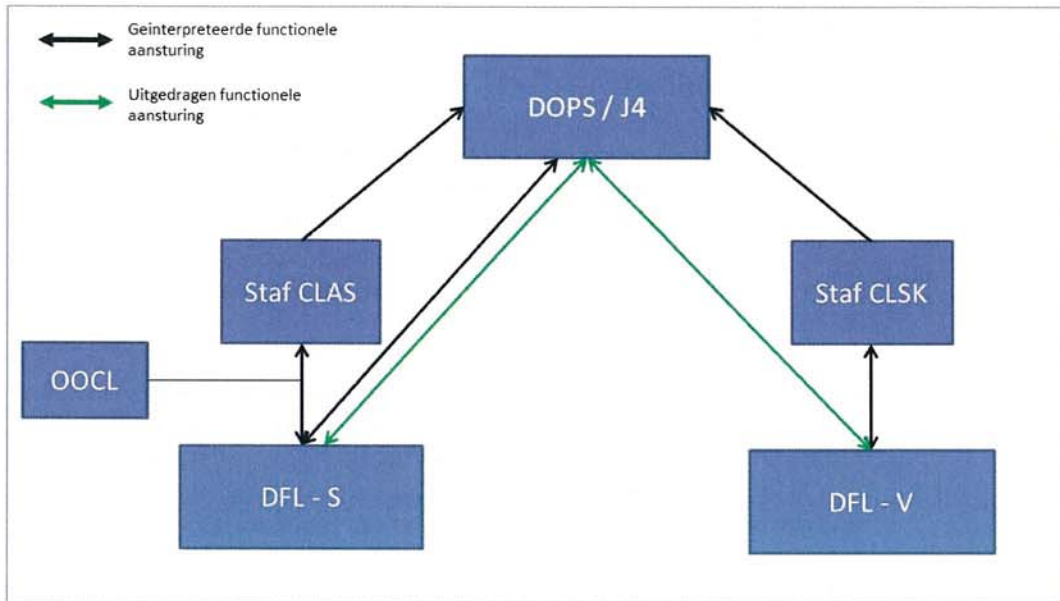 Geinterpreteerde functionele
aansturing
Uitgedragen functionele
aansturing
DOPS / J4
Staf CLAS
Staf CLSK
OOCL
DFL - S
DFL - V